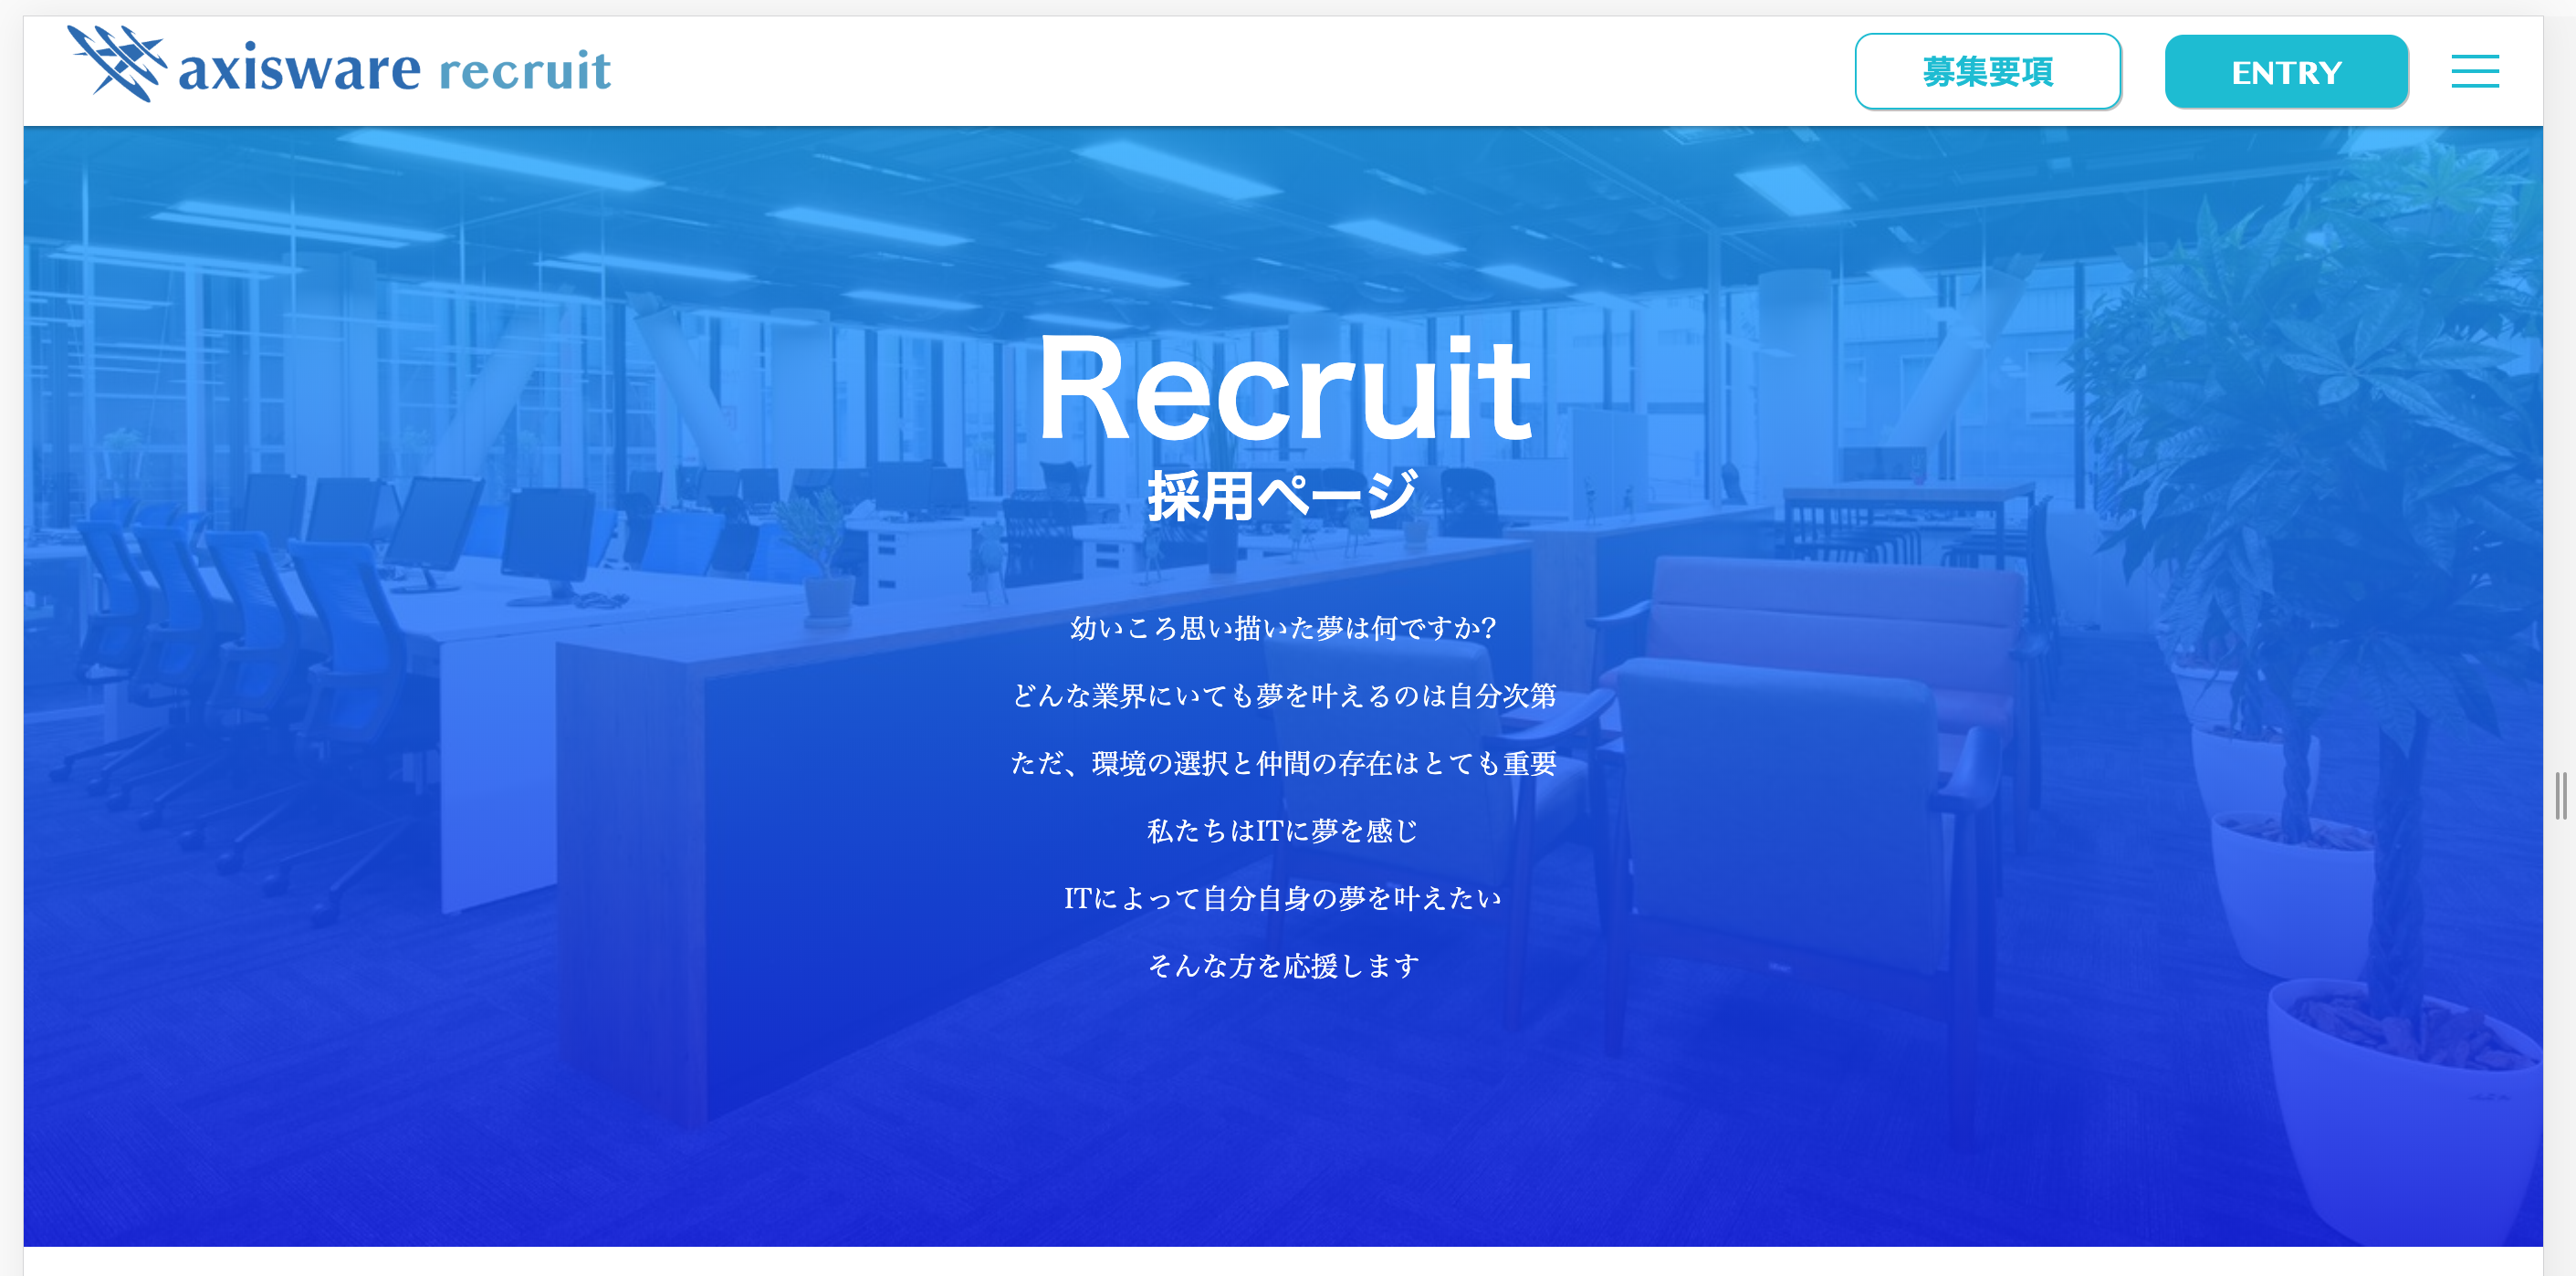 axisware recruit
募集要項
ENTRY
Recruit
採用ページ
幼いころ思い描いた夢は何ですか?
どんな業界にいても夢を叶えるのは自分次第
ただ、環境の選択と仲間の存在はとても重要
私たちはITに夢を感じ
ITによって自分自身の夢を叶えたい
そんな方を応援します